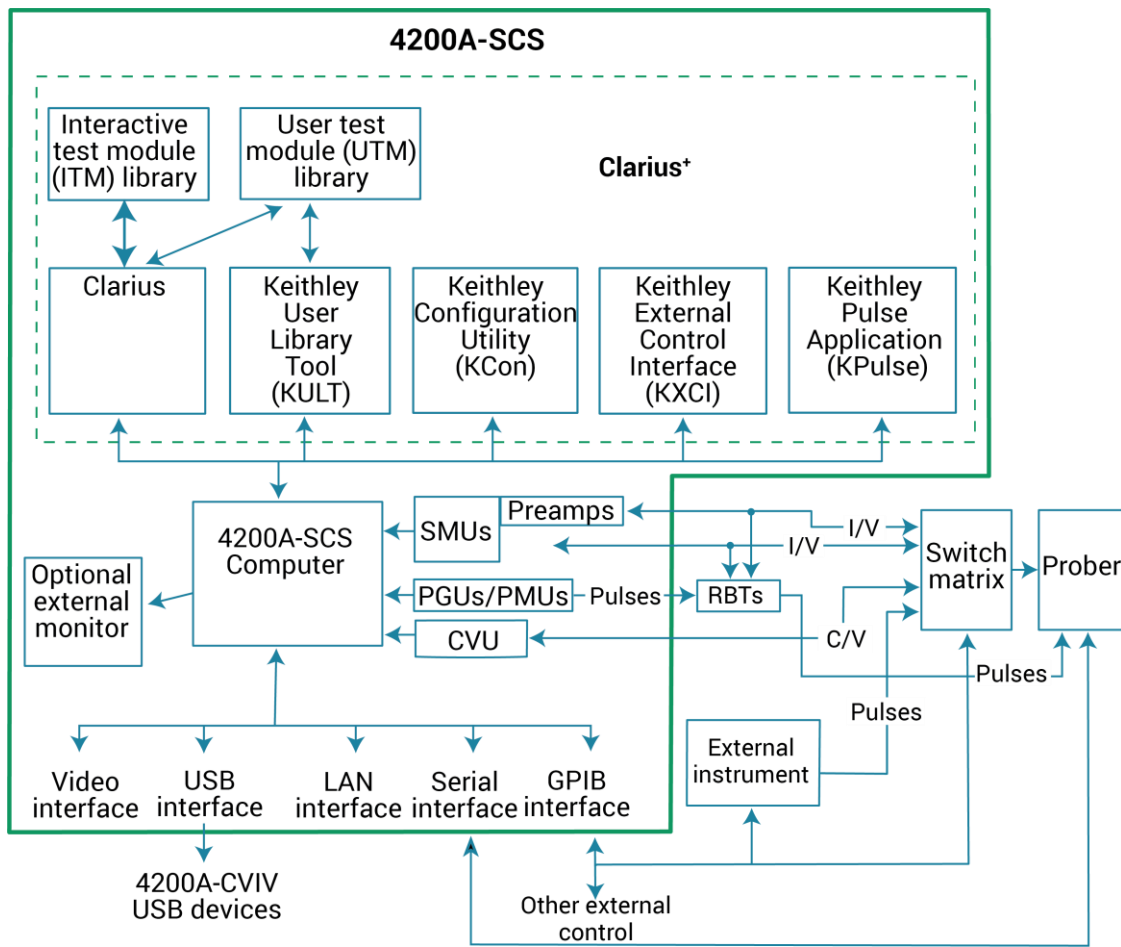 4200A-SCS
Interactive
test module
(ITM) library
User test
module (UTM)
library
Clarius+
Clarius
Keithley
User
Library
Tool
(KULT)
Keithley
Configuration
Utility
(KCon)
Keithley
External
Control
Interface
(KXCI)
Keithley
Pulse
Application
(KPulse)
4200A-SCS
Computer
Optional
external
monitor
SMUs
Preamps
I/V
I/V
PGUs/PMUs
Pulses
RBTs
CVU
C/V
Switch
matrix
Prober
Pulses
Pulses
External
instrument
Video
interface
USB
interface
LAN
interface
Serial
interface
GPIB
interface
4200A-CVIV
USB devices
Other external
control